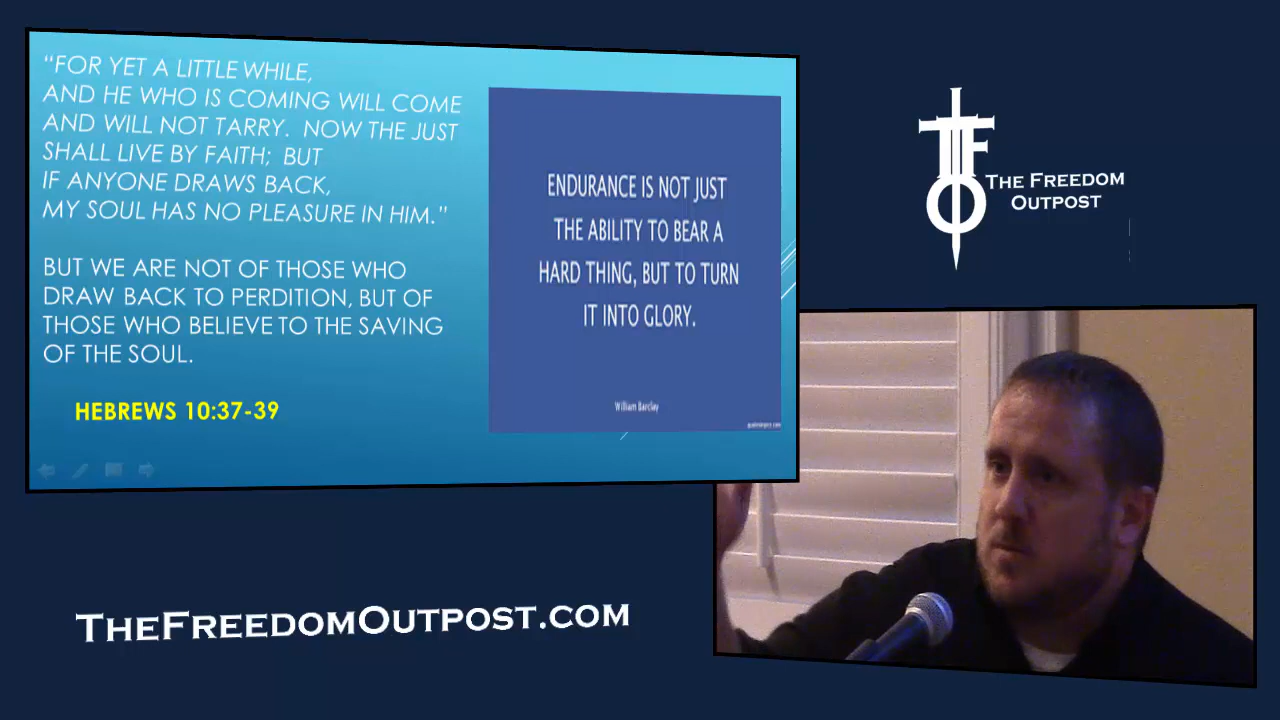 “FOR YET A LITTLE WHILE,
AND HE WHO IS COMING WILL COME
AND WILL NOT TARRY. NOW THE JUST
SHALL LIVE BY FAITH; BUT
IF ANYONE DRAWS BACK,
MY SOUL HAS NO PLEASURE IN HIM.”
BUT WE ARE NOT OF THOSE WHO
DRAW BACK TO PERDITION, BUT OF
THOSE WHO BELIEVE TO THE SAVING
OF THE SOUL.
HEBREWS 10:37-39
ENDURANCE IS NOT JUST
THE ABILITY TO BEAR A
HARD THING, BUT TO TURN
IT INTO GLORY.
William Barclay
TFO
THE FREEDOM
OUTPOST
THEFREEDOMOUTPOST.COM